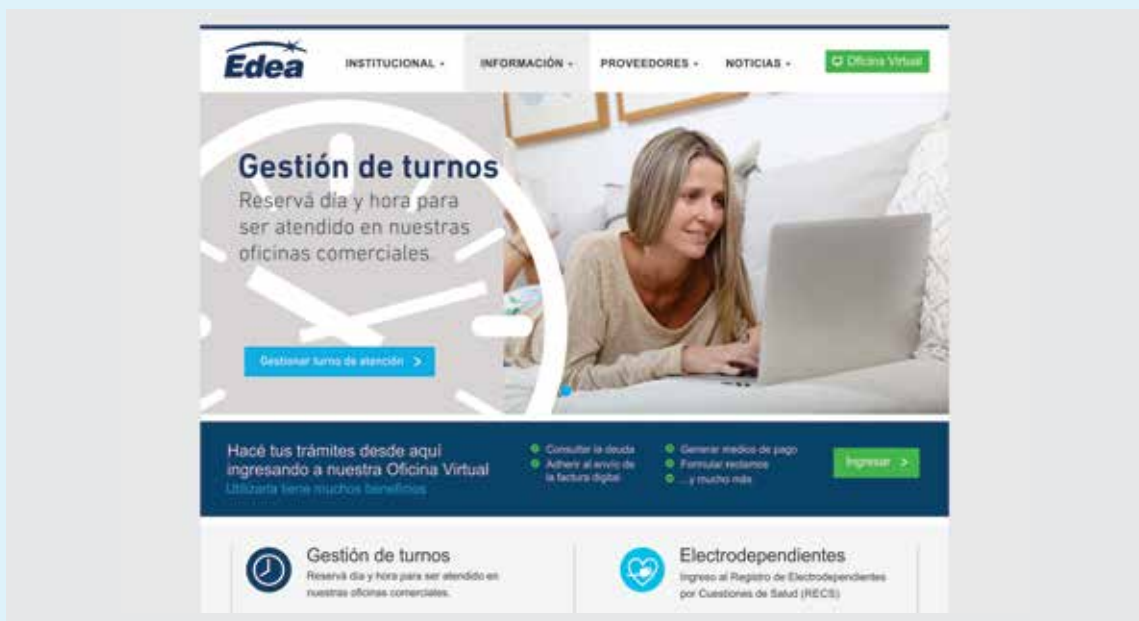 Edea
INSTITUCIONAL
INFORMACIÓN
PROVEEDORES
NOTICIAS
Oficina Virtual
Gestión de turnos
Reservá día y hora para
ser atendido en nuestras
oficinas comerciales.
Gestionar turno de atención >
Hacé tus trámites desde aquí
ingresando a nuestra Oficina Virtual
Utilizarla tiene muchos beneficios
Consultar la deuda
Adherir al envío de
la factura digital
Generar medios de pago
Formular reclamos
...y mucho más
Ingresar >
Gestión de turnos
Reservá día y hora para ser atendido en
nuestras oficinas comerciales.
Electrodependientes
Ingreso al Registro de Electrodependientes
por Cuestiones de Salud (RECS)